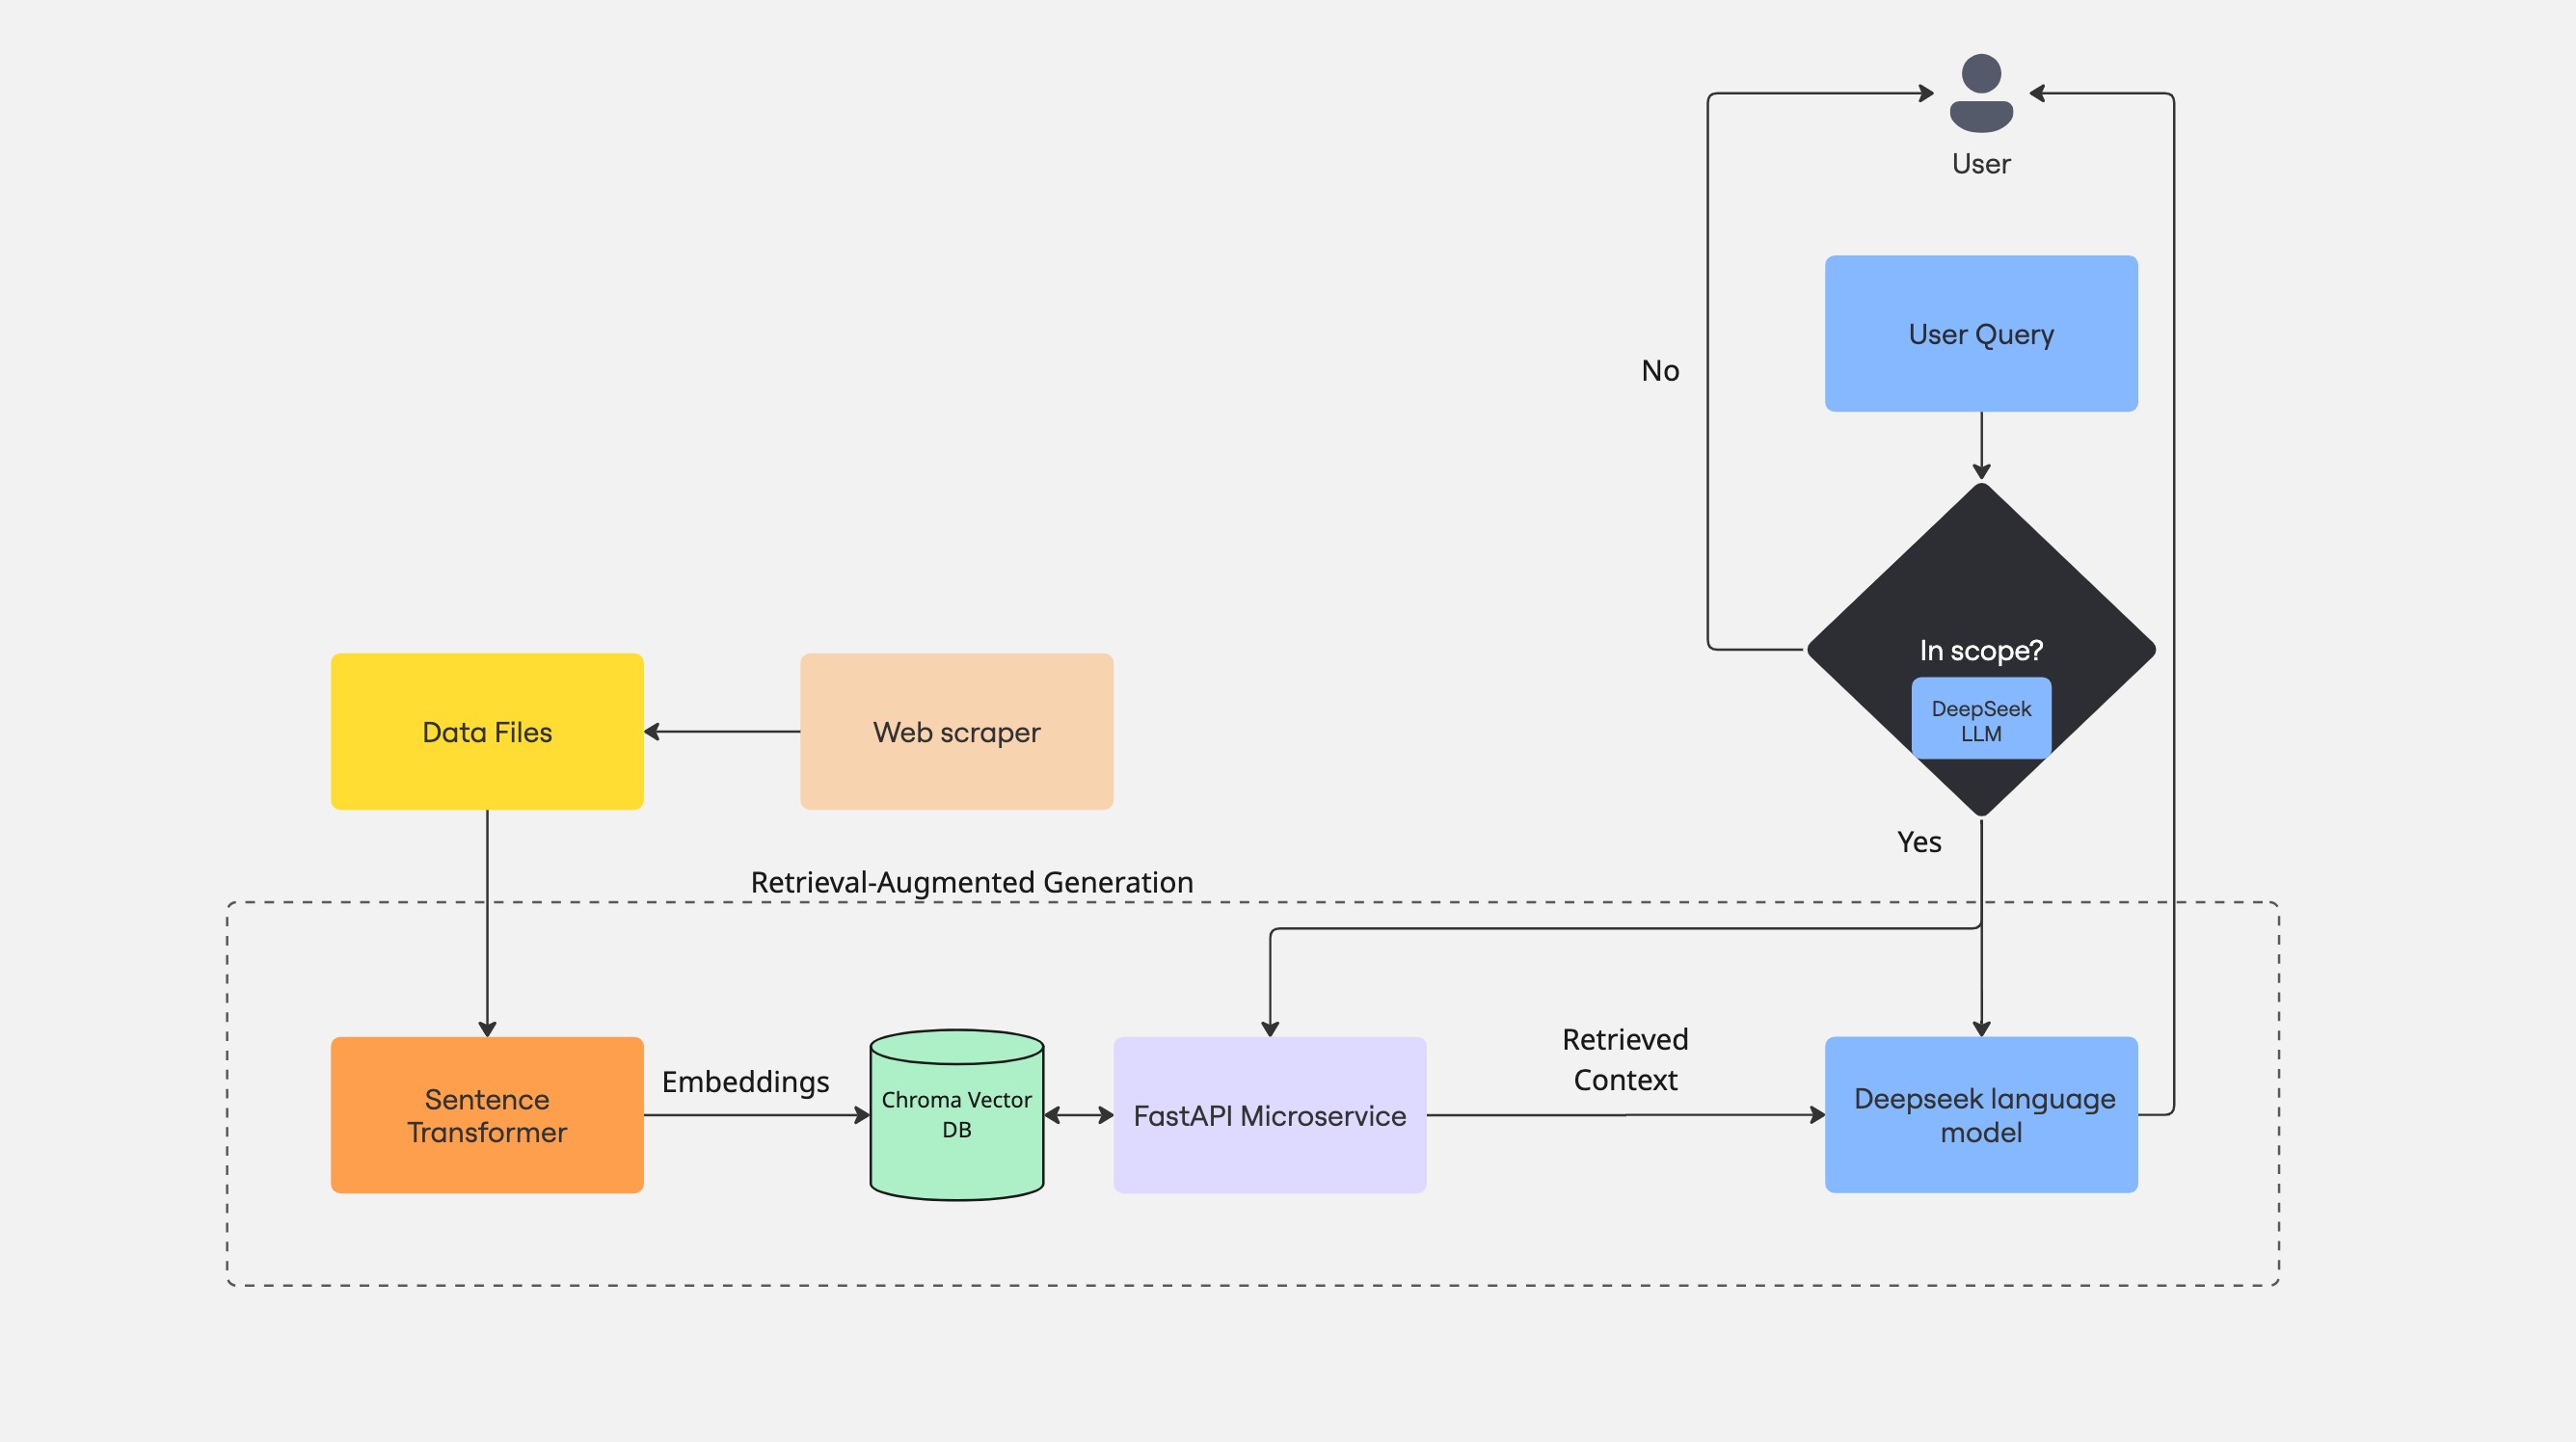 User
User Query
No
In scope?
DeepSeek
LLM
Data Files
Web scraper
Yes
Retrieval-Augmented Generation
Sentence
Transformer
Embeddings
Chroma Vector
DB
FastAPI Microservice
Retrieved
Context
Deepseek language
model